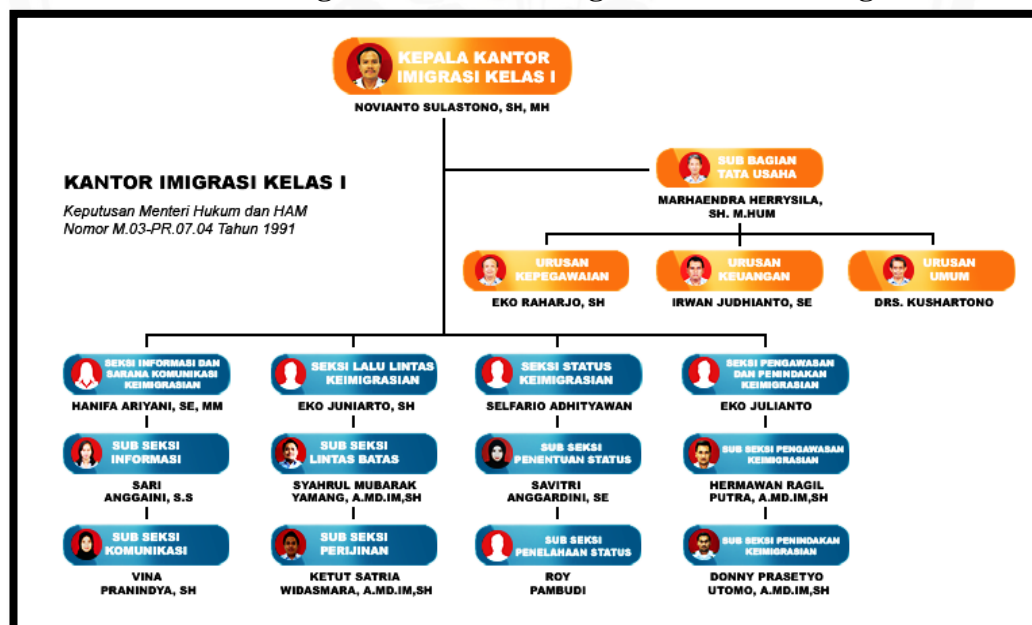 KEPALA KANTOR
IMIGRASI KELAS I
NOVIANTO SULASTONO, SH, MH
SUB BAGIAN
TATA USAHA
MARHAENDRA HERRYSILA,
SH. M.HUM
KANTOR IMIGRASI KELAS I
Keputusan Menteri Hukum dan HAM
Nomor M.03-PR.07.04 Tahun 1991
URUSAN
KEPEGAWAIAN
EKO RAHARJO, SH
URUSAN
KEUANGAN
IRWAN JUDHIANTO, SE
URUSAN
UMUM
DRS. KUSHARTONO
SEKSI INFORMASI DAN
SARANA KOMUNIKASI
KEIMIGRASIAN
HANIFA ARIYANI, SE, MM
SEKSI LALU LINTAS
KEIMIGRASIAN
EKO JUNIARTO, SH
SEKSI STATUS
KEIMIGRASIAN
SELFARIO ADHITYAWAN
SEKSI PENGAWASAN
DAN PENINDAKAN
KEIMIGRASIAN
EKO JULIANTO
SUB SEKSI
INFORMASI
SARI
ANGGAINI, S.S
SUB SEKSI
LINTAS BATAS
SYAHRUL MUBARAK
YAMANG, A.MD.IM,SH
SUB SEKSI
PENENTUAN STATUS
SAVITRI
ANGGARDINI, SE
SUB SEKSI PENGAWASAN
KEIMIGRASIAN
HERMAWAN RAGIL
PUTRA, A.MD.IM,SH
SUB SEKSI
KOMUNIKASI
VINA
PRANINDYA, SH
SUB SEKSI
PERIJINAN
KETUT SATRIA
WIDASMARA, A.MD.IM,SH
SUB SEKSI
PENELAHAAN STATUS
ROY
PAMBUDI
SUB SEKSI PENINDAKAN
KEIMIGRASIAN
DONNY PRASETYO
UTOMO, A.MD.IM,SH